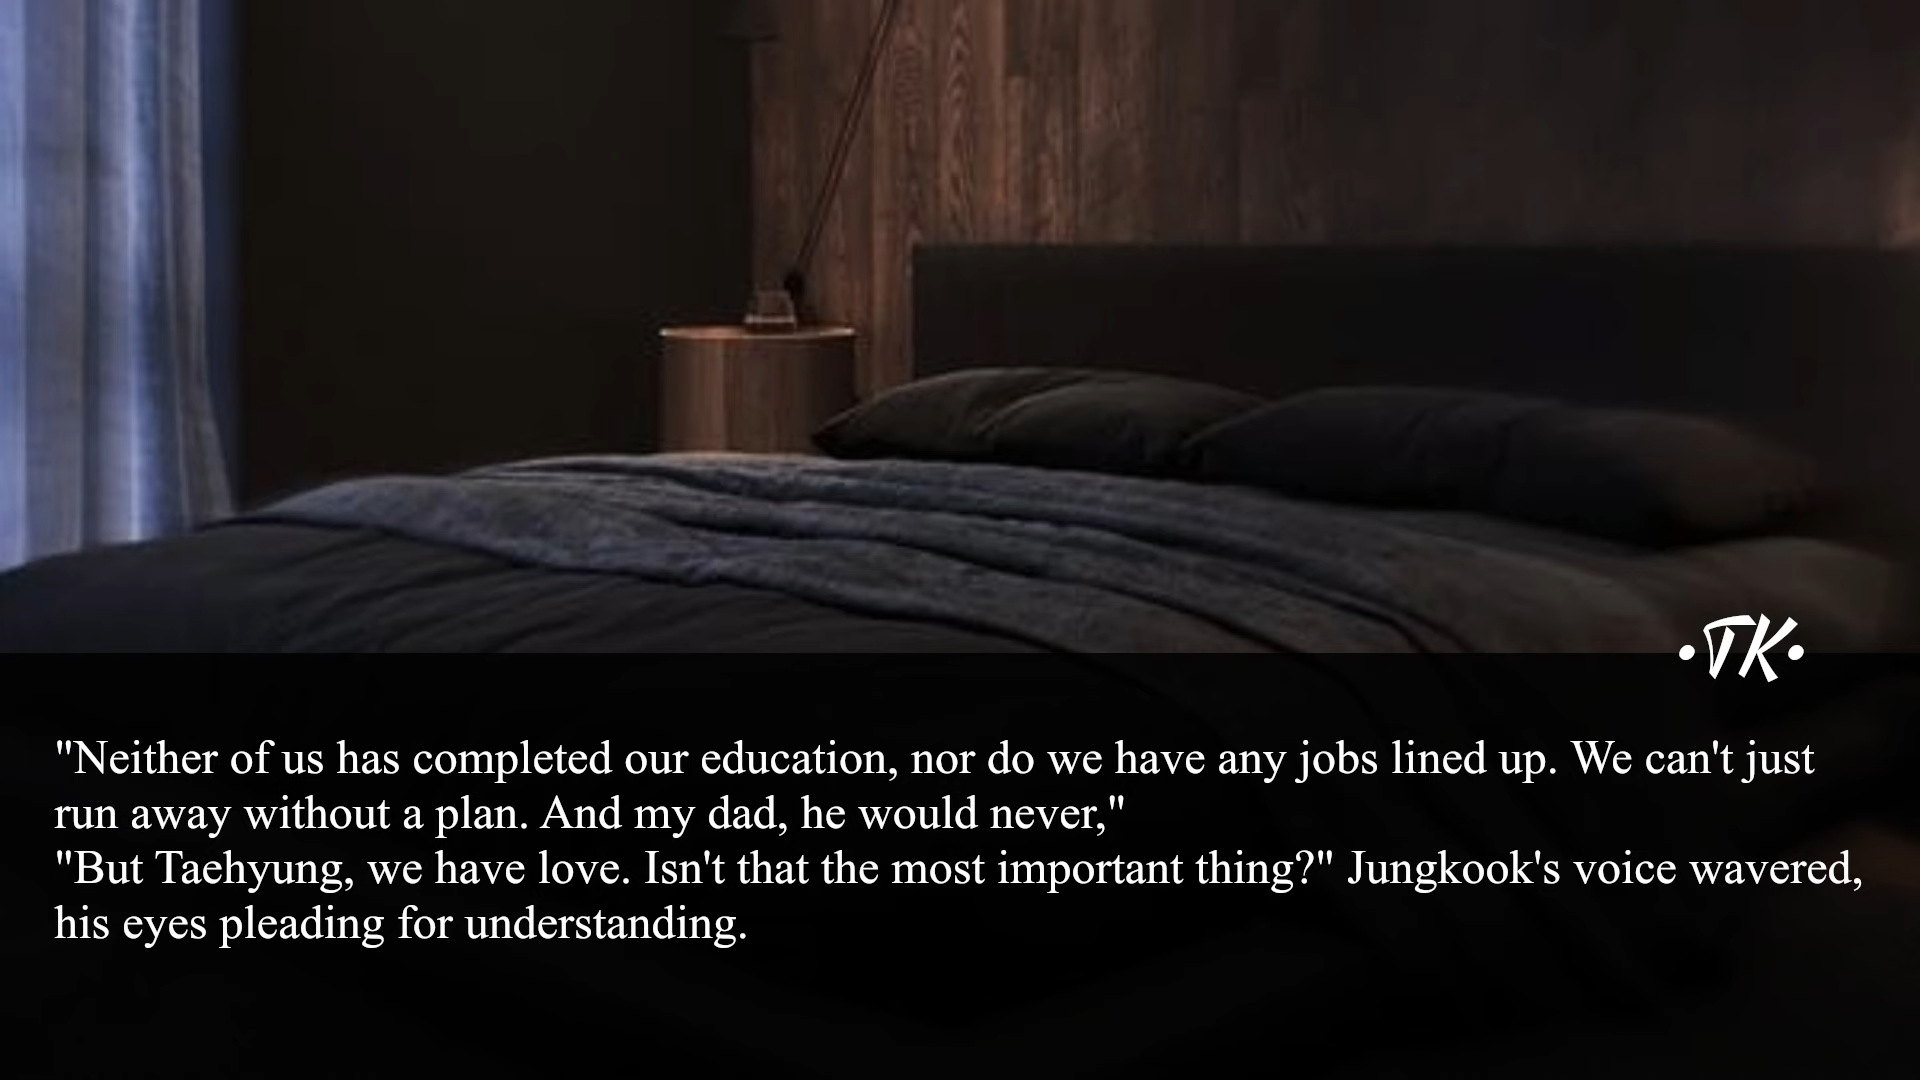 •TK•
"Neither of us has completed our education, nor do we have any jobs lined up. We can't just
run away without a plan. And my dad, he would never,"
"But Taehyung, we have love. Isn't that the most important thing?" Jungkook's voice wavered,
his eyes pleading for understanding.